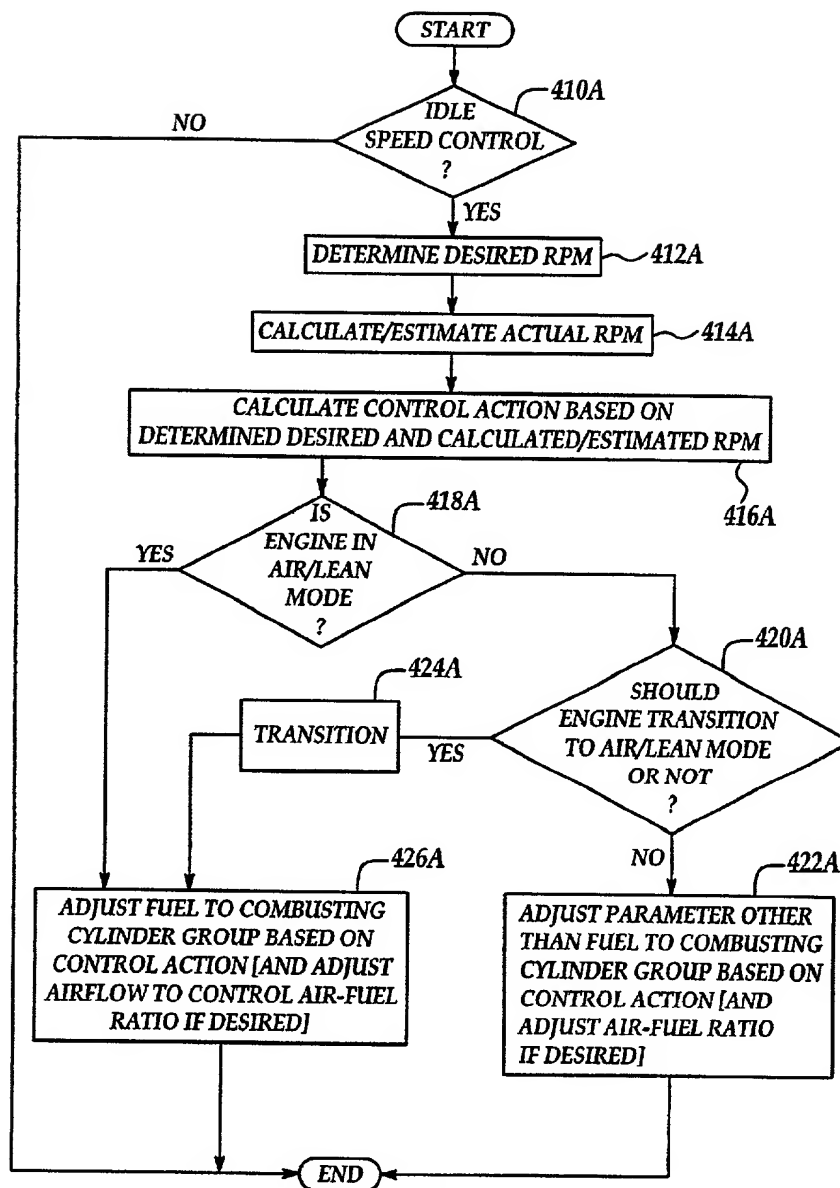 START
410A
IDLE
SPEED CONTROL
?
NO
YES
DETERMINE DESIRED RPM
412A
CALCULATE/ESTIMATE ACTUAL RPM
414A
CALCULATE CONTROL ACTION BASED ON
DETERMINED DESIRED AND CALCULATED/ESTIMATED RPM
416A
418A
IS
ENGINE IN
AIR/LEAN
MODE
?
YES
NO
420A
SHOULD
ENGINE TRANSITION
TO AIR/LEAN MODE
OR NOT
?
424A
TRANSITION
YES
NO
426A
ADJUST FUEL TO COMBUSTING
CYLINDER GROUP BASED ON
CONTROL ACTION [AND ADJUST
AIRFLOW TO CONTROL AIR-FUEL
RATIO IF DESIRED]
422A
ADJUST PARAMETER OTHER
THAN FUEL TO COMBUSTING
CYLINDER GROUP BASED ON
CONTROL ACTION [AND
ADJUST AIR-FUEL RATIO
IF DESIRED]
END